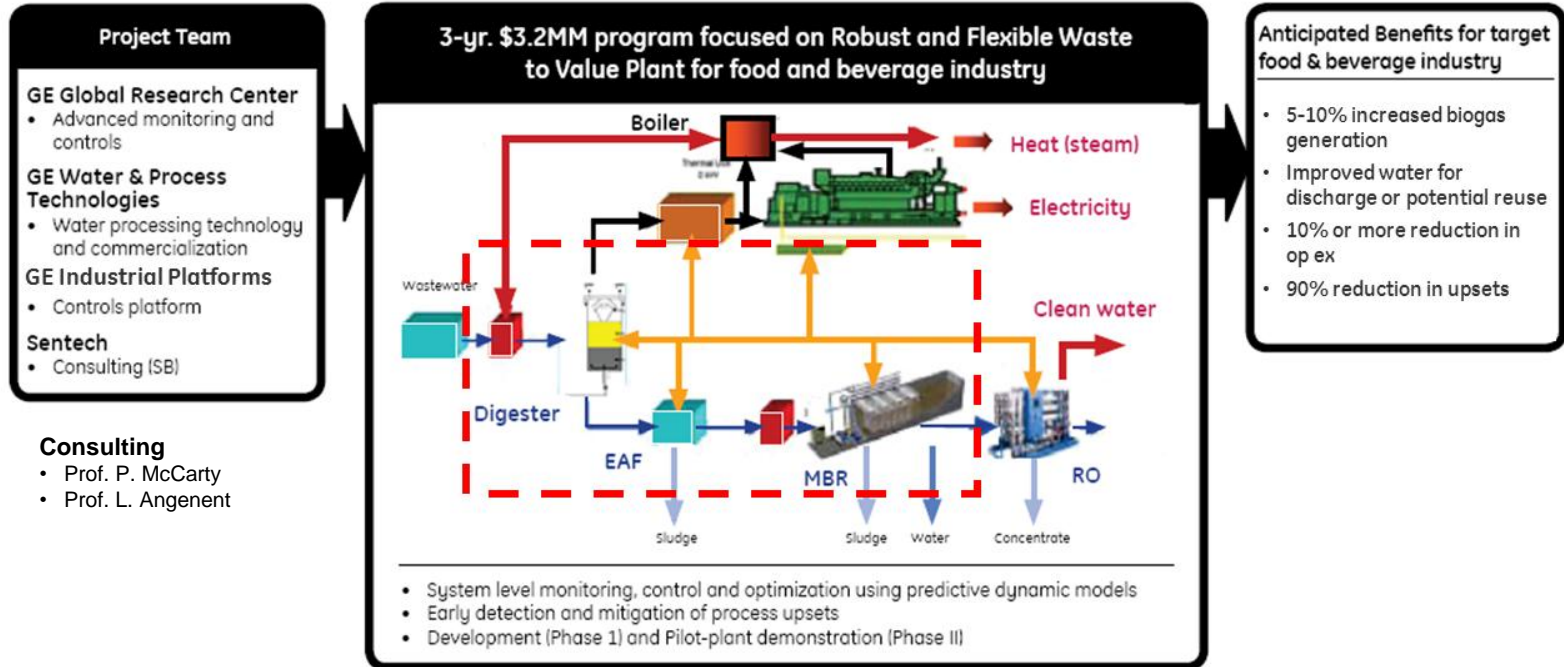 Project Team
GE Global Research Center
• Advanced monitoring and
controls
GE Water & Process
Technologies
• Water processing technology
and commercialization
GE Industrial Platforms
• Controls platform
Sentech
• Consulting (SB)
Consulting
• Prof. P. McCarty
• Prof. L. Angenent
3-yr. $3.2MM program focused on Robust and Flexible Waste
to Value Plant for food and beverage industry
Boiler
Heat (steam)
Thermal
kW
Electricity
Wastewater
Clean water
Digester
EAF
MBR
RO
Sludge
Sludge
Water
Concentrate
• System level monitoring, control and optimization using predictive dynamic models
• Early detection and mitigation of process upsets
• Development (Phase 1) and Pilot-plant demonstration (Phase II)
Anticipated Benefits for target
food & beverage industry
• 5-10% increased biogas
generation
• Improved water for
discharge or potential reuse
• 10% or more reduction in
op ex
• 90% reduction in upsets